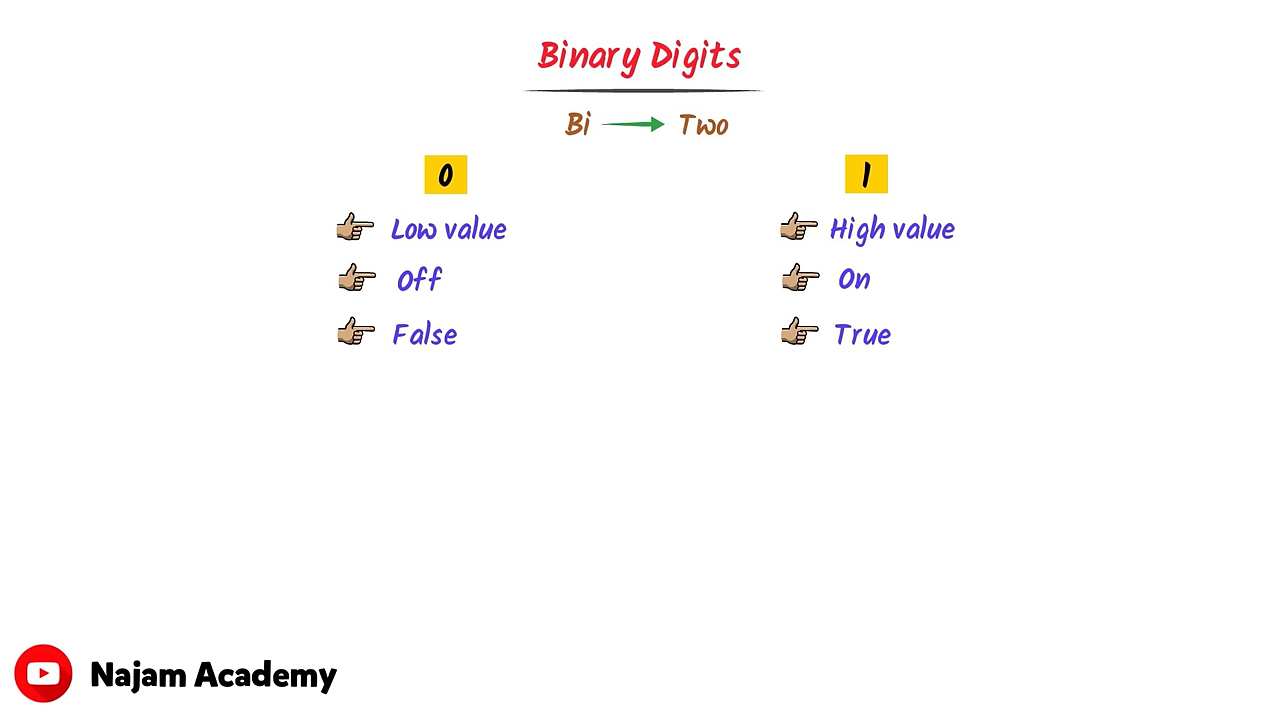 Binary Digits
Bi Two
0
Low value
Off
False
1
High value
On
True
Najam Academy